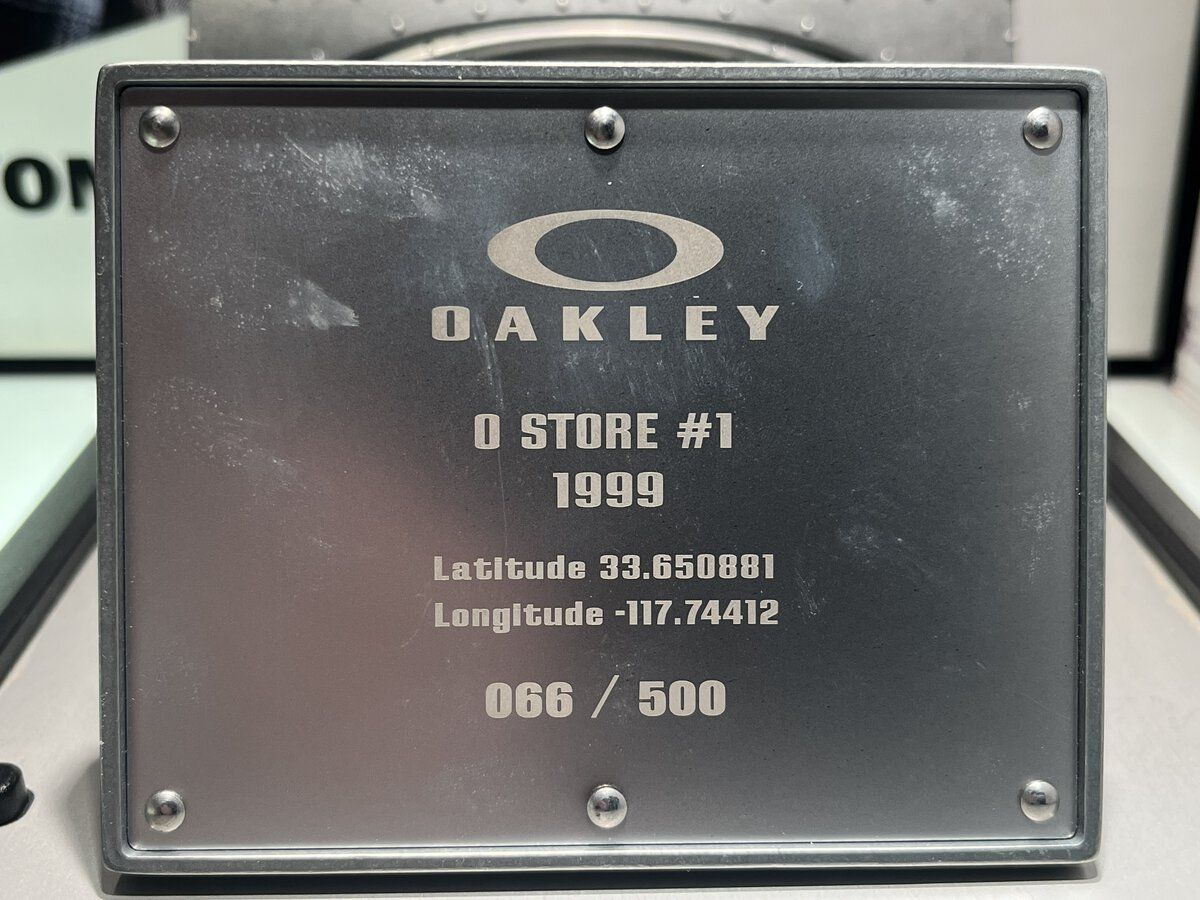 OAKLEY
O STORE #1
1999
Latitude 33.650881
Longitude -117.74412
066 / 500